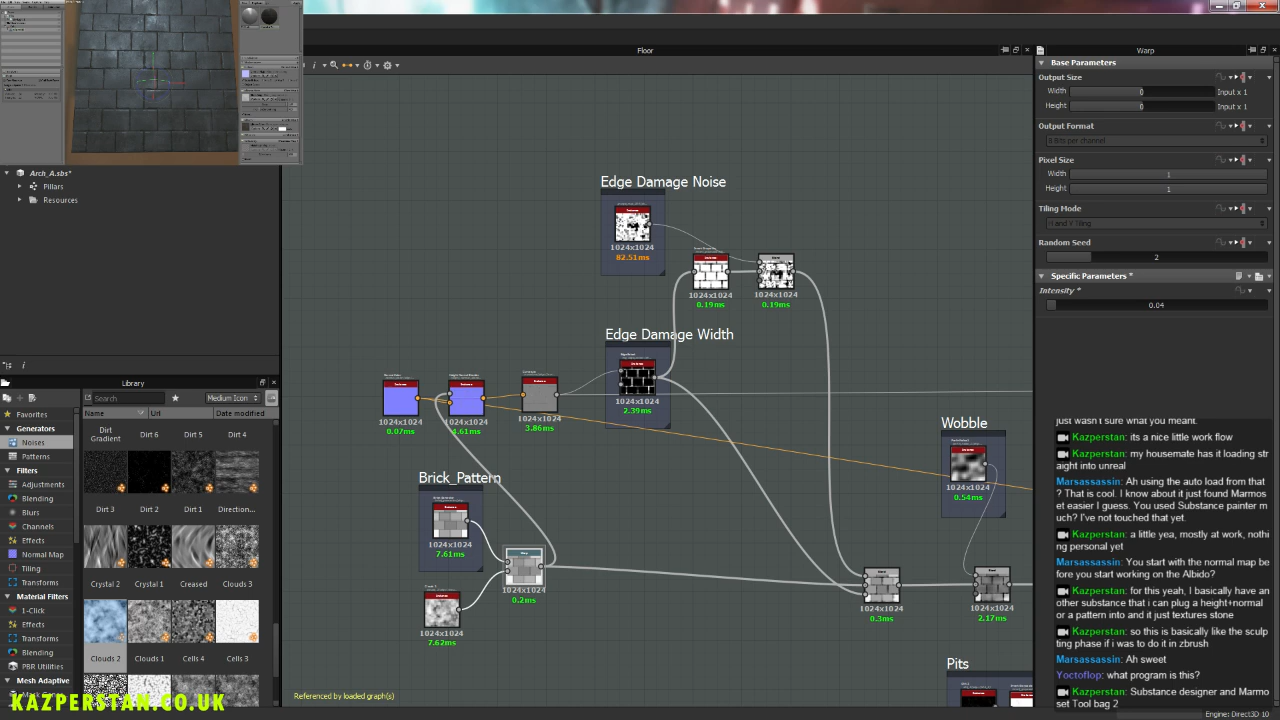 Floor
Warp
Base Parameters
Output Size
Width 0 Input x 1
Height 0 Input x 1
Output Format
8 Bits per channel
Pixel Size
Width 1
Height 1
Tiling Mode
H and V Tiling
Random Seed
2
Specific Parameters *
Intensity *
0.04
Arch_A.sbs*
Pillars
Resources
Edge Damage Noise
1024x1024
82.51ms
1024x1024
0.19ms
1024x1024
0.19ms
Edge Damage Width
1024x1024
2.39ms
1024x1024
0.07ms
1024x1024
4.61ms
1024x1024
3.86ms
Wobble
1024x1024
0.54ms
Brick_Pattern
1024x1024
7.61ms
Warp
1024x1024
0.2ms
1024x1024
7.62ms
1024x1024
0.3ms
1024x1024
2.17ms
Pits
Referenced by loaded graph(s)
Library
Search
Medium Icon
Name Url Date modified
Favorites
Generators
Noises
Patterns
Filters
Adjustments
Blending
Blurs
Channels
Effects
Normal Map
Tiling
Transforms
Material Filters
1-Click
Effects
Transforms
Blending
PBR Utilities
Mesh Adaptive
Dirt Gradient
Dirt 6
Dirt 5
Dirt 4
Dirt 3
Dirt 2
Dirt 1
Direction...
Crystal 2
Crystal 1
Creased
Clouds 3
Clouds 2
Clouds 1
Cells 4
Cells 3
KAZPERSTAN.CO.UK
just wasn't sure what you meant.
Kazperstan: its a nice little work flow
Kazperstan: my housemate has it loading str
aight into unreal
Marsassassin: Ah using the auto load from that
? That is cool. I know about it just found Marmos
et easier I guess. You used Substance painter m
uch? I've not touched that yet.
Kazperstan: a little yea, mostly at work, nothi
ng personal yet
Marsassassin: You start with the normal map be
fore you start working on the Albido?
Kazperstan: for this yeah, I basically have an
other substance that i can plug a height+normal
or a pattern into and it just textures stone
Kazperstan: so this is basically like the sculp
ting phase if i was to do it in zbrush
Marsassassin: Ah sweet
Yoctoflop: what program is this?
Kazperstan: Substance designer and Marmo
set Tool bag 2
Engine: Direct3D 10